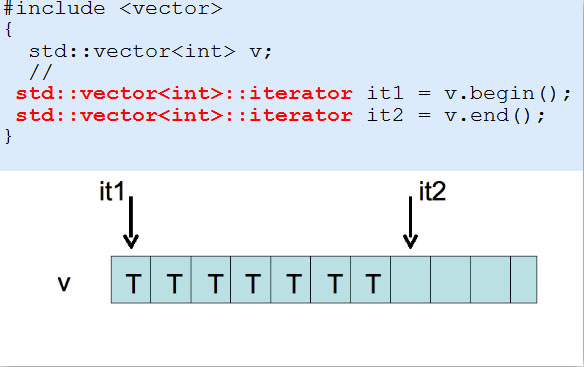 #include <vector>
{
std::vector<int> v;
//
std::vector<int>::iterator it1 = v.begin();
std::vector<int>::iterator it2 = v.end();
}
it1 it2
v T T T T T T T